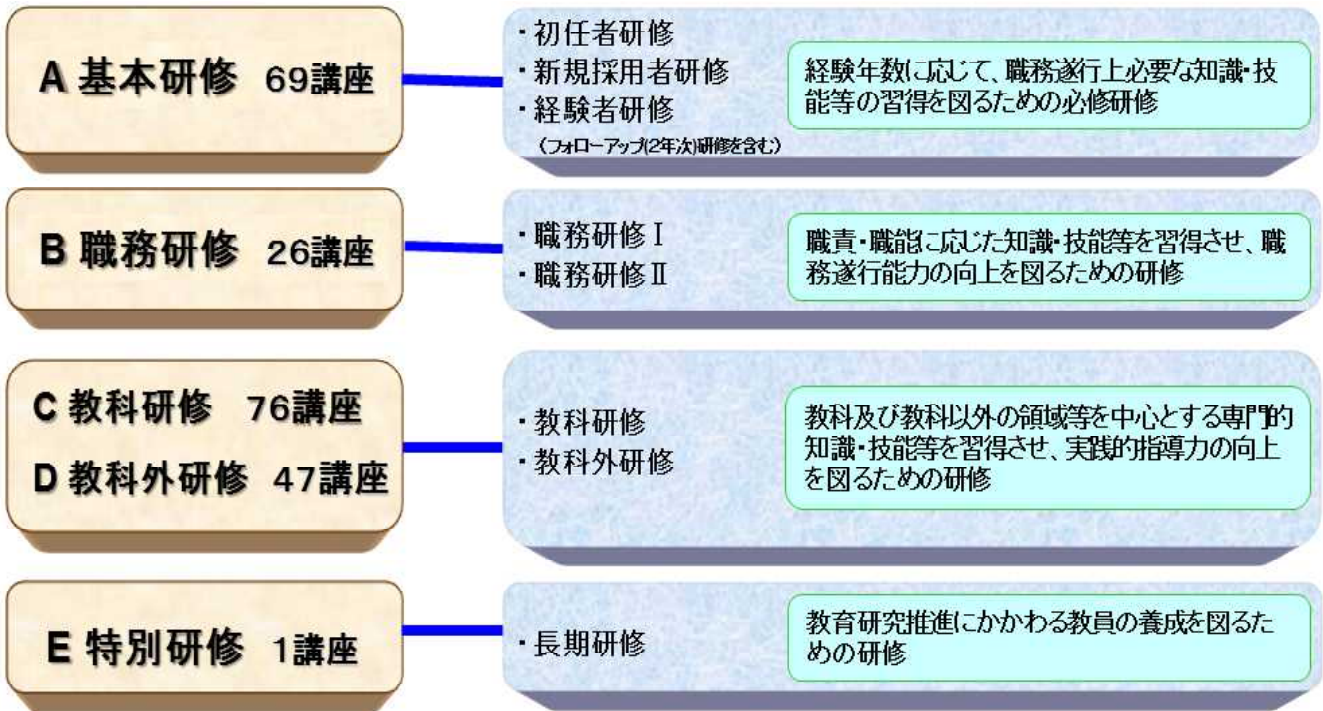 A 基本研修 69講座
・初任者研修
・新規採用者研修
・経験者研修
(フォローアップ(2年次)研修を含む)
経験年数に応じて、職務遂行上必要な知識・技
能等の習得を図るための必修研修
B 職務研修 26講座
・職務研修Ⅰ
・職務研修Ⅱ
職責・職能に応じた知識・技能等を習得させ、職
務遂行能力の向上を図るための研修
C 教科研修 76講座
D 教科外研修 47講座
・教科研修
・教科外研修
教科及び教科以外の領域等を中心とする専門的
知識・技能等を習得させ、実践的指導力の向上
を図るための研修
E 特別研修 1講座
・長期研修
教育研究推進にかかわる教員の養成を図るた
めの研修